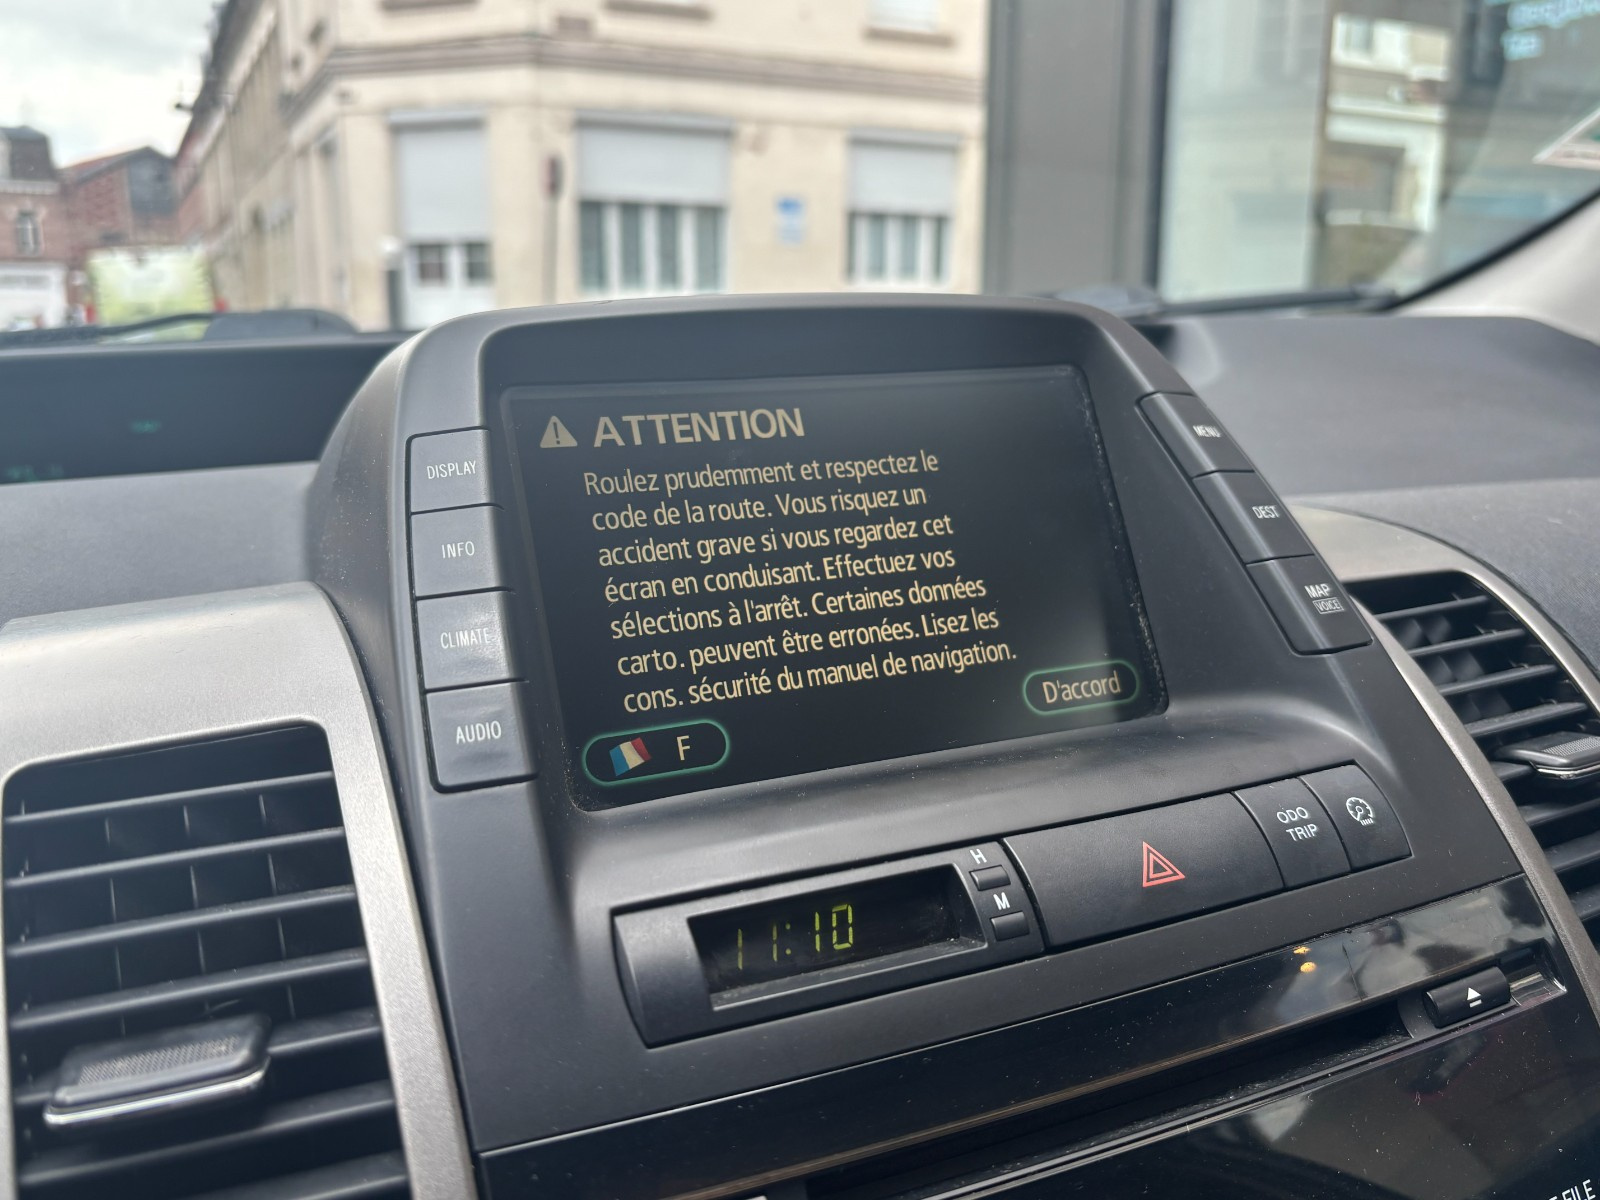 ATTENTION
Roulez prudemment et respectez le
code de la route. Vous risquez un
accident grave si vous regardez cet
écran en conduisant. Effectuez vos
sélections à l'arrêt. Certaines données
carto. peuvent être erronées. Lisez les
cons. sécurité du manuel de navigation.
D'accord
F
DISPLAY
INFO
CLIMATE
AUDIO
MENU
DEST
MAP
VOICE
ODO
TRIP
H
M
11:10
FILE